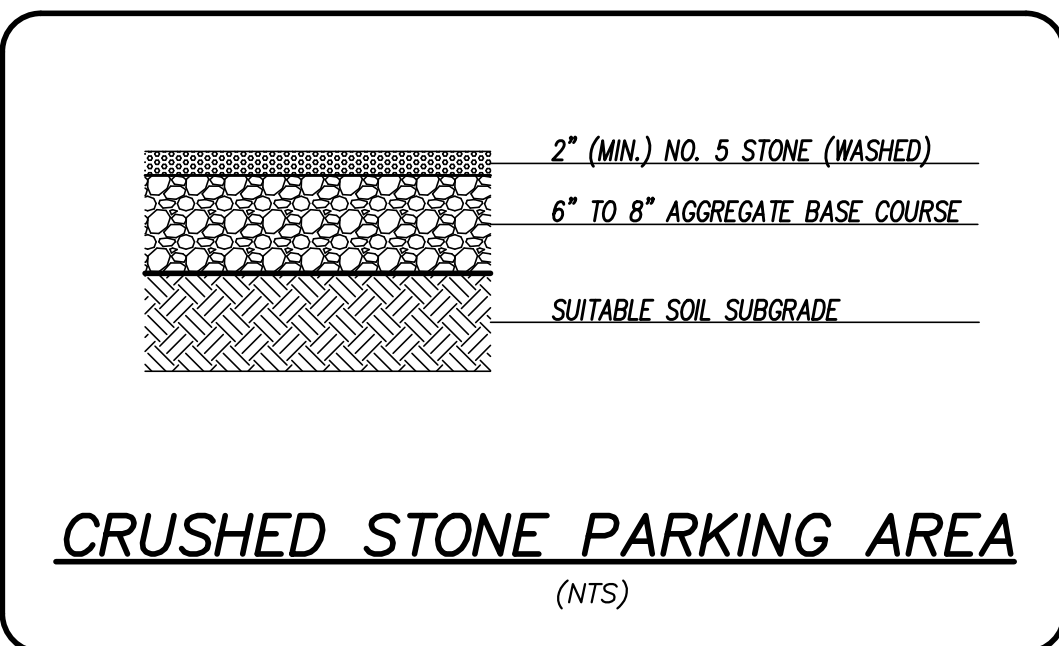 2" (MIN.) NO. 5 STONE (WASHED)
6" TO 8" AGGREGATE BASE COURSE
SUITABLE SOIL SUBGRADE
CRUSHED STONE PARKING AREA
(NTS)